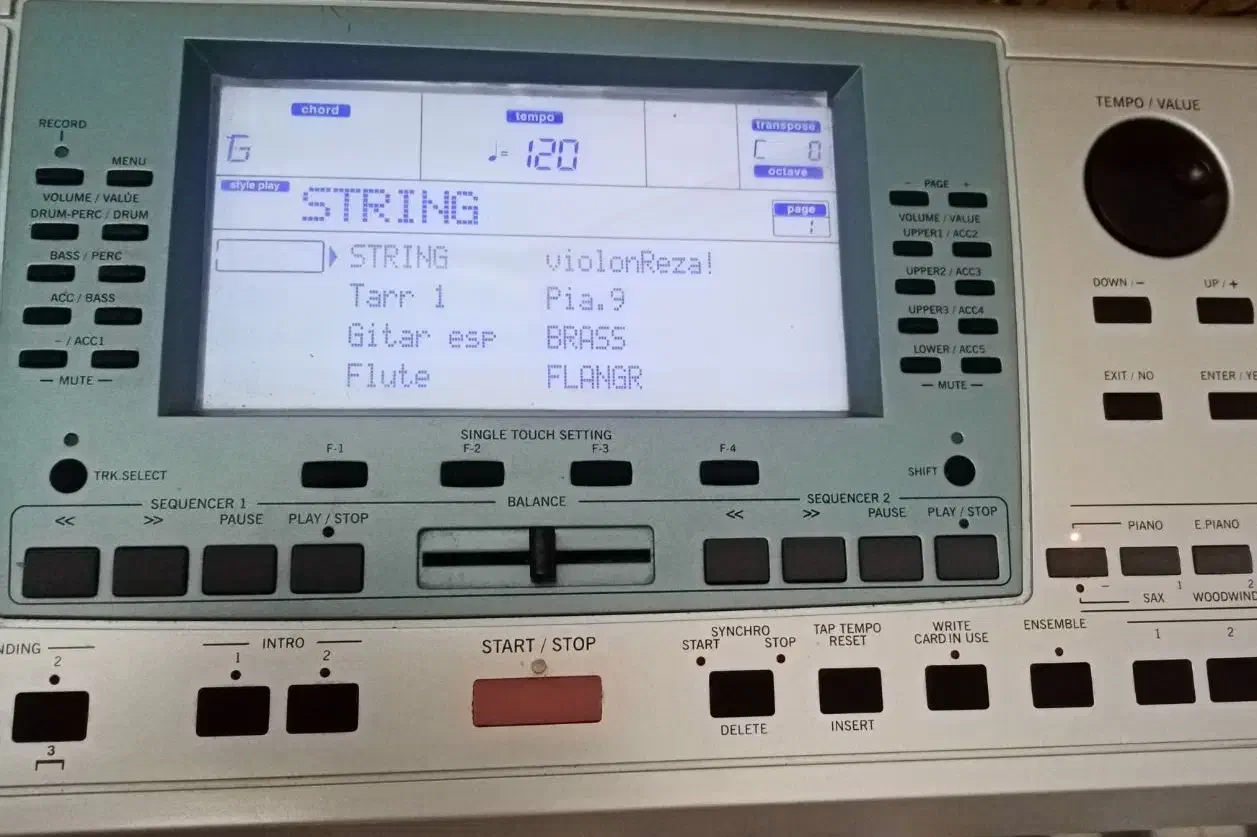 TEMPO / VALUE
RECORD
MENU
VOLUME / VALUE
DRUM-PERC / DRUM
BASS / PERC
ACC / BASS
- / ACC1
— MUTE —
chord
G
tempo
♩= 120
transpose
C 0
octave
style play
STRING
page
1
STRING violonReza!
Tarr 1 Pia.9
Gitar esp BRASS
Flute FLANGR
- PAGE +
VOLUME / VALUE
UPPER1 / ACC2
UPPER2 / ACC3
UPPER3 / ACC4
LOWER / ACC5
— MUTE —
DOWN / -
UP / +
EXIT / NO
ENTER / YE
SINGLE TOUCH SETTING
F-1 F-2 F-3 F-4
TRK.SELECT
SHIFT
SEQUENCER 1
<< >> PAUSE PLAY / STOP
BALANCE
SEQUENCER 2
<< >> PAUSE PLAY / STOP
PIANO E.PIANO
- 1 2
SAX WOODWIND
NDING
2
3
INTRO
1 2
START / STOP
SYNCHRO
START STOP
DELETE
TAP TEMPO
RESET
INSERT
WRITE
CARD IN USE
ENSEMBLE
1 2